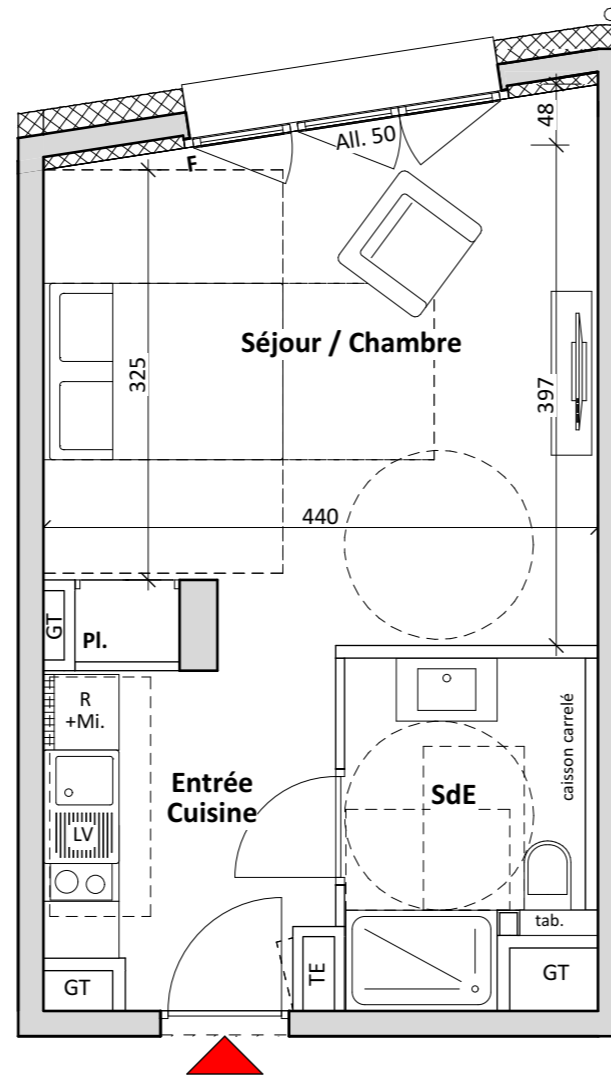 48
All. 50
F
Séjour / Chambre
325
397
440
GT
Pl.
R
+Mi.
Entrée
Cuisine
SdE
caisson carrelé
LV
tab.
GT
TE
GT